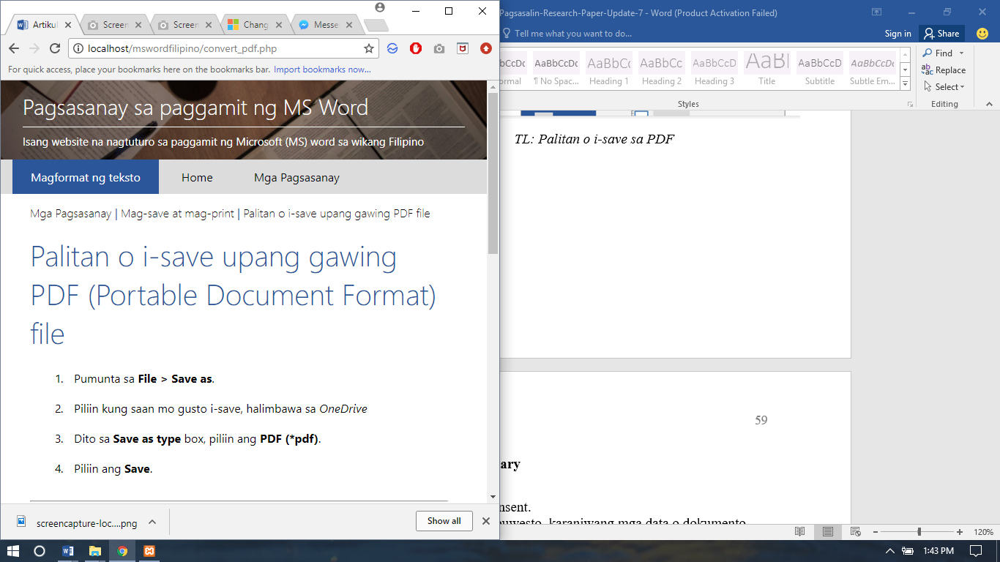 Artikul
Screen
Screen
Chang
Messe
localhost/mswordfilipino/convert_pdf.php
For quick access, place your bookmarks here on the bookmarks bar. Import bookmarks now...
Pagsasanay sa paggamit ng MS Word
Isang website na nagtuturo sa paggamit ng Microsoft (MS) word sa wikang Filipino
Magformat ng teksto
Home
Mga Pagsasanay
Mga Pagsasanay | Mag-save at mag-print | Palitan o i-save upang gawing PDF file
Palitan o i-save upang gawing
PDF (Portable Document Format)
file
1. Pumunta sa File > Save as.
2. Piliin kung saan mo gusto i-save, halimbawa sa OneDrive
3. Dito sa Save as type box, piliin ang PDF (*pdf).
4. Piliin ang Save.
screencapture-loc....png
Show all
Pagsasalin-Research-Paper-Update-7 - Word (Product Activation Failed)
Tell me what you want to do...
Sign in
Share
AaBbCcDc
AaBbCcDc
AaBbCc
AaBbCc
AaBbCcD
AaB
AaBbCcD
AaBbCcDc
ormal
¶ No Spac...
Heading 1
Heading 2
Heading 3
Title
Subtitle
Subtle Em...
Styles
Find
Replace
Select
Editing
TL: Palitan o i-save sa PDF
59
ary
nsent.
buwesto, karaniwang mga data o dokumento
120%
1:43 PM